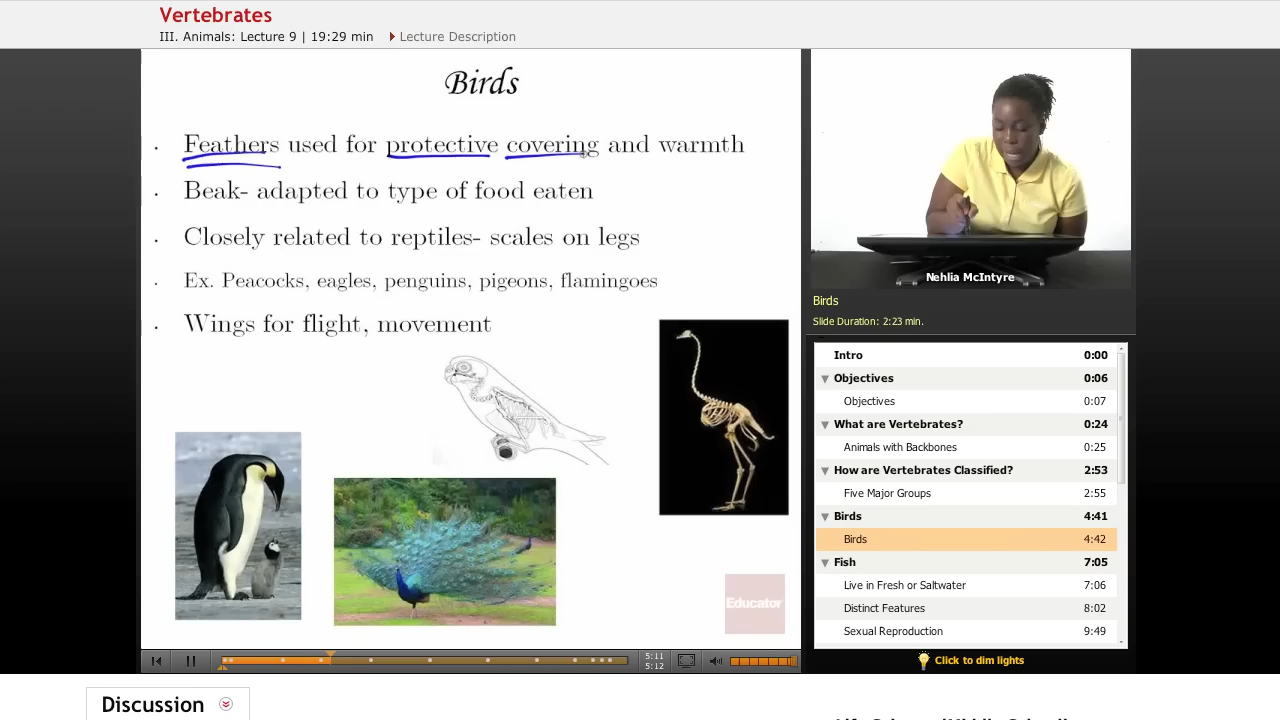 Vertebrates
III. Animals: Lecture 9 | 19:29 min
Lecture Description
Birds
· Feathers used for protective covering and warmth
· Beak- adapted to type of food eaten
· Closely related to reptiles- scales on legs
· Ex. Peacocks, eagles, penguins, pigeons, flamingoes
· Wings for flight, movement
Educator
5:11
5:12
Nehlia McIntyre
Birds
Slide Duration: 2:23 min.
Intro 0:00
Objectives 0:06
Objectives 0:07
What are Vertebrates? 0:24
Animals with Backbones 0:25
How are Vertebrates Classified? 2:53
Five Major Groups 2:55
Birds 4:41
Birds 4:42
Fish 7:05
Live in Fresh or Saltwater 7:06
Distinct Features 8:02
Sexual Reproduction 9:49
Click to dim lights
Discussion